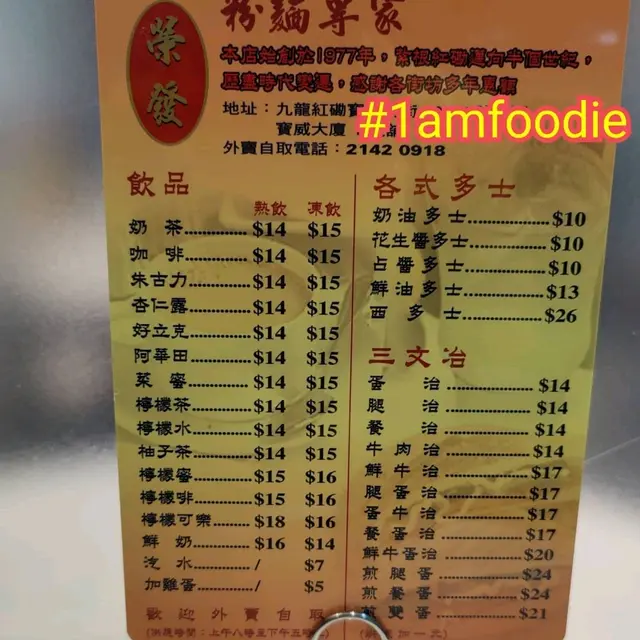 榮發
粉麵專家
本店始創於1977年，紮根紅磡邁向半個世紀，
歷盡時代變遷，感謝各街坊多年惠顧
地址：九龍紅磡寶
寶威大廈
#1amfoodie
外賣自取電話：2142 0918
飲品
熱飲 凍飲
奶茶 $14 $15
咖啡 $14 $15
朱古力 $14 $15
杏仁露 $14 $15
好立克 $14 $15
阿華田 $14 $15
菜蜜 $14 $15
檸檬茶 $14 $15
檸檬水 $14 $15
柚子茶 $14 $15
檸檬蜜 $15 $16
檸檬啡 $15 $16
檸檬可樂 $18 $16
鮮奶 $16 $14
汽水 / $7
加雞蛋 / $5
歡迎外賣自取
各式多士
奶油多士 $10
花生醬多士 $10
占醬多士 $10
鮮油多士 $13
西多士 $26
三文冶
蛋治 $14
腿治 $14
餐治 $14
牛肉治 $14
鮮牛治 $17
腿蛋治 $17
蛋牛治 $17
餐蛋治 $17
鮮牛蛋治 $20
煎腿蛋 $24
煎餐蛋 $24
煎雙蛋 $21